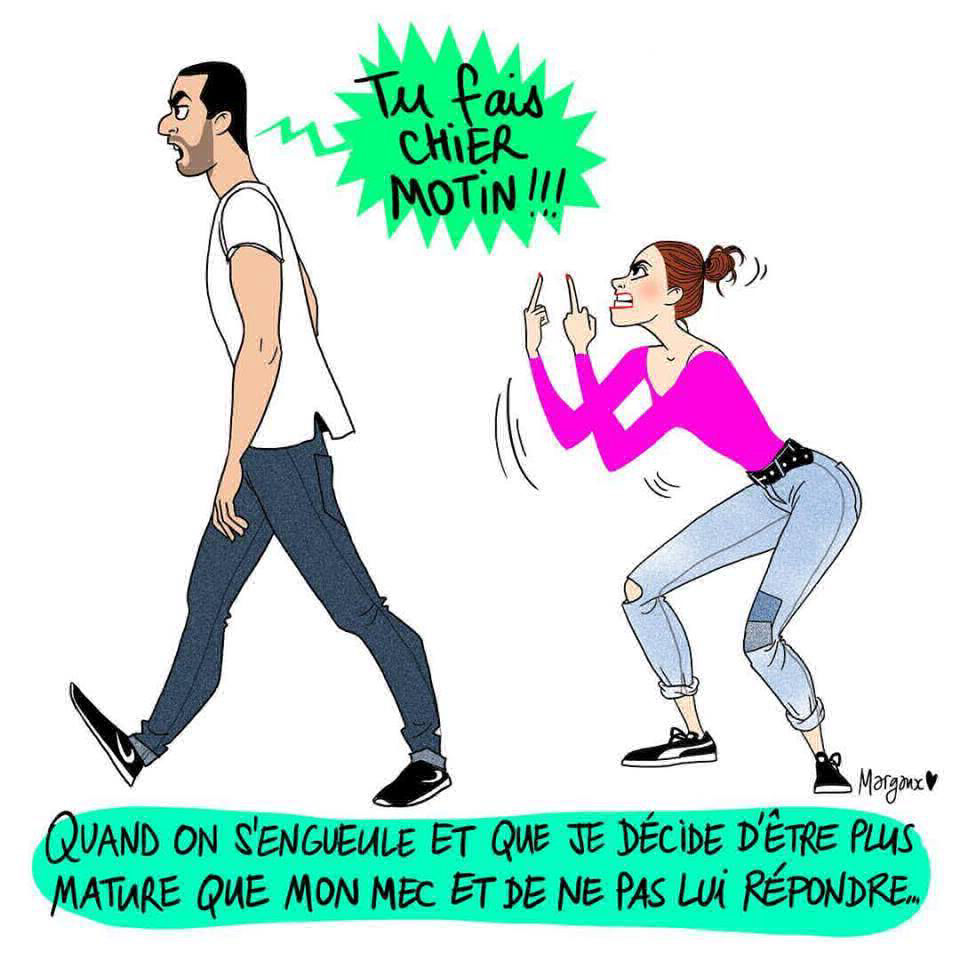 Tu fais
CHiER
MOTiN!!!
Margaux
QUAND ON S'ENGUEULE ET QUE JE DÉCIDE D'ÊTRE PLUS
MATURE QUE MON MEC ET DE NE PAS LUi RÉPONDRE...